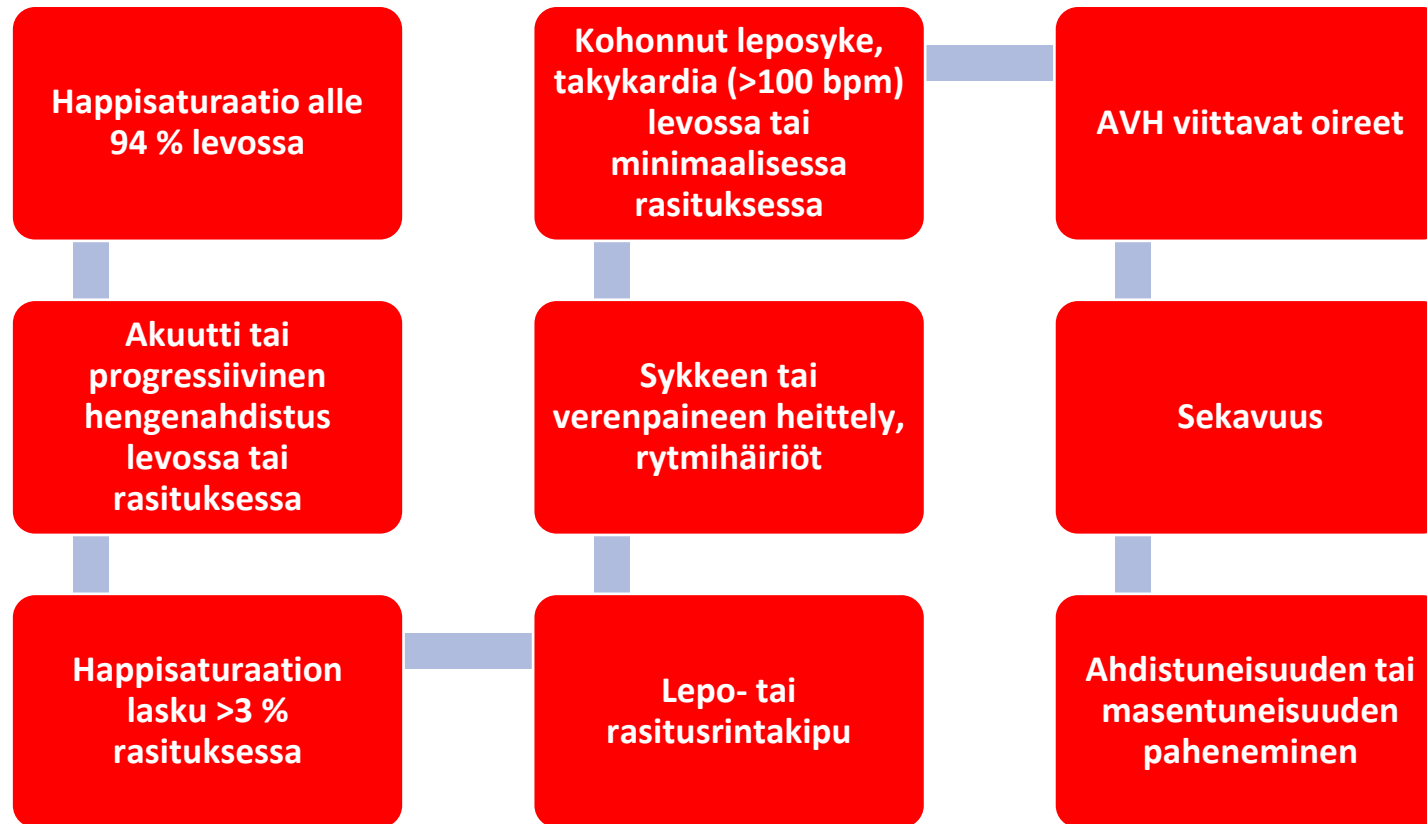 Happisaturaatio alle
94 % levossa
Akuutti tai
progressiivinen
hengenahdistus
levossa tai
rasituksessa
Happisaturaation
lasku >3 %
rasituksessa
Lepo- tai
rasitusrintakipu
Sykkeen tai
verenpaineen heittely,
rytmihäiriöt
Kohonnut leposyke,
takykardia (>100 bpm)
levossa tai
minimaalisessa
rasituksessa
AVH viittavat oireet
Sekavuus
Ahdistuneisuuden tai
masentuneisuuden
paheneminen